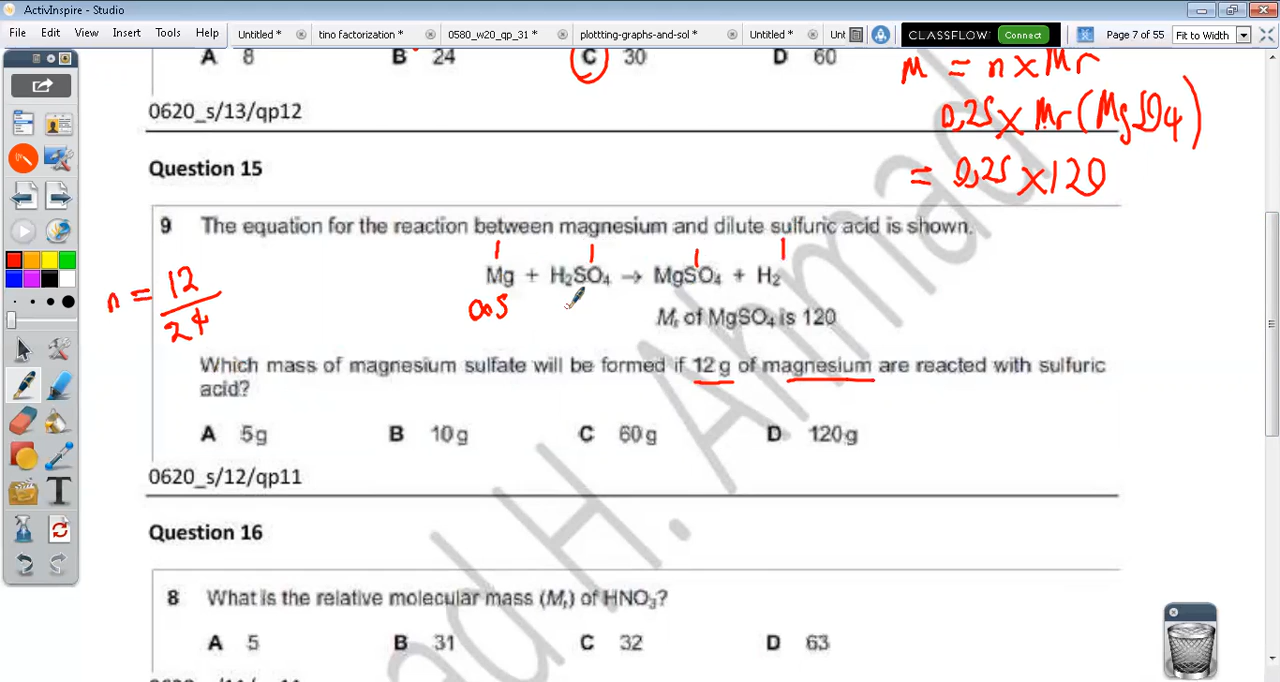 ActivInspire - Studio
File Edit View Insert Tools Help Untitled * tino factorization * 0580_w20_qp_31 * plottting-graphs-and-sol * Untitled * Unt CLASSFLOW Connect Page 7 of 55 Fit to Width
A 8 B 24 C 30 D 60
M = n × Mr
0620_s/13/qp12
0,25 × Mr (MgSO4)
= 0,25 × 120
Question 15
9 The equation for the reaction between magnesium and dilute sulfuric acid is shown.
1 1 1 1
Mg + H₂SO₄ → MgSO₄ + H₂
n = 12/24
0.5
Mr of MgSO₄ is 120
Which mass of magnesium sulfate will be formed if 12 g of magnesium are reacted with sulfuric
acid?
A 5 g B 10 g C 60 g D 120 g
0620_s/12/qp11
Question 16
8 What is the relative molecular mass (Mr) of HNO₃?
A 5 B 31 C 32 D 63